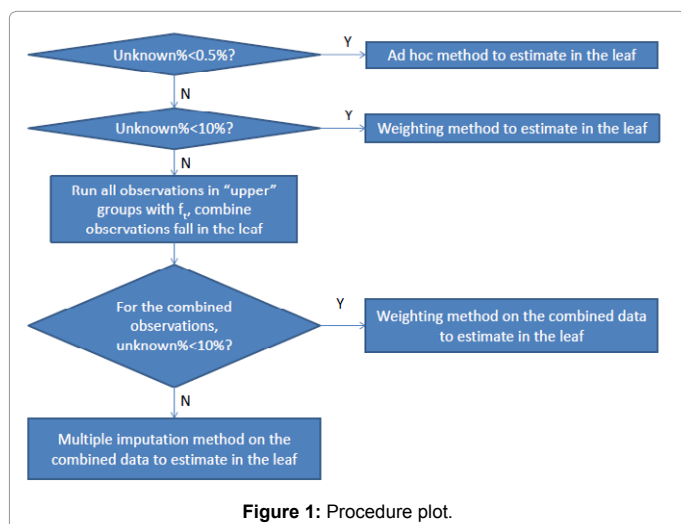 Unknown%<0.5%?
Y
Ad hoc method to estimate in the leaf
N
Unknown%<10%?
Y
Weighting method to estimate in the leaf
N
Run all observations in “upper”
groups with fₜ, combine
observations fall in the leaf
For the combined
observations,
unknown%<10%?
Y
Weighting method on the combined data
to estimate in the leaf
N
Multiple imputation method on the
combined data to estimate in the leaf
Figure 1: Procedure plot.